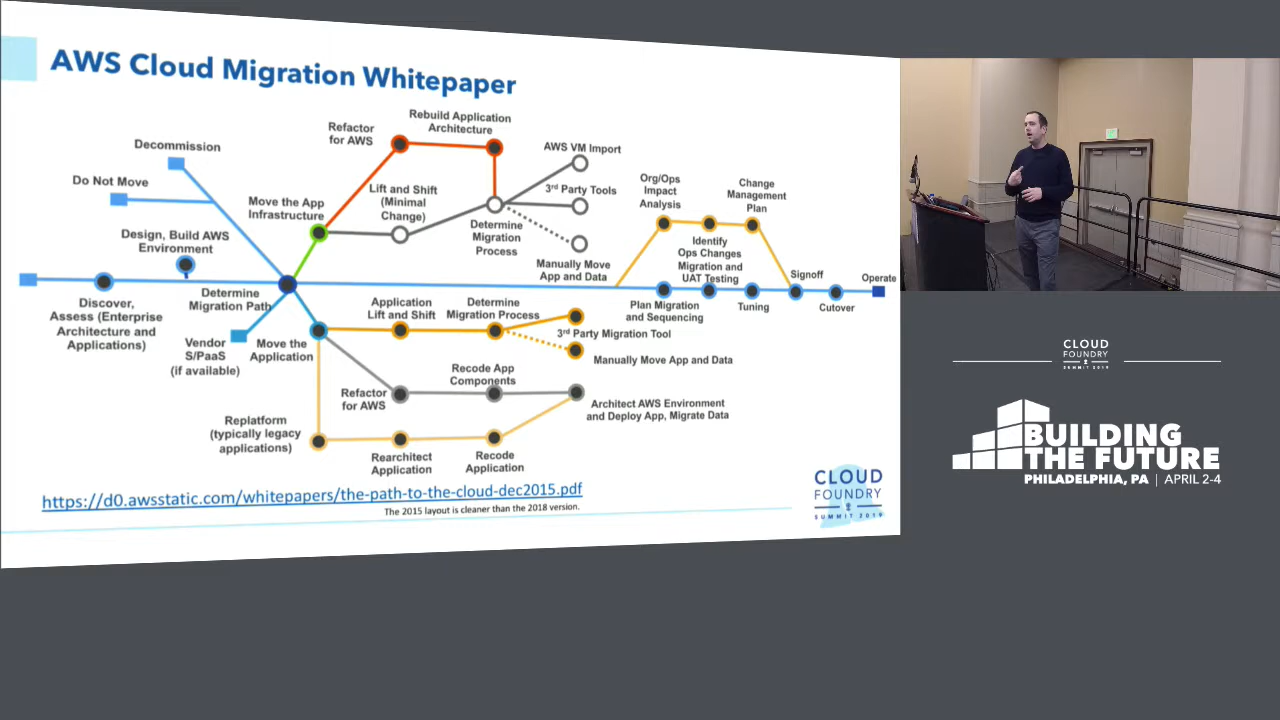 AWS Cloud Migration Whitepaper
Decommission
Do Not Move
Design, Build AWS
Environment
Discover,
Assess (Enterprise
Architecture and
Applications)
Determine
Migration Path
Vendor
S/PaaS
(if available)
Move the App
Infrastructure
Refactor
for AWS
Rebuild Application
Architecture
Lift and Shift
(Minimal
Change)
Determine
Migration
Process
AWS VM Import
3rd Party Tools
Manually Move
App and Data
Move the
Application
Application
Lift and Shift
Determine
Migration Process
3rd Party Migration Tool
Manually Move App and Data
Refactor
for AWS
Recode App
Components
Architect AWS Environment
and Deploy App, Migrate Data
Replatform
(typically legacy
applications)
Rearchitect
Application
Recode
Application
Org/Ops
Impact
Analysis
Identify
Ops Changes
Change
Management
Plan
Plan Migration
and Sequencing
Migration and
UAT Testing
Tuning
Signoff
Cutover
Operate
https://d0.awsstatic.com/whitepapers/the-path-to-the-cloud-dec2015.pdf
The 2015 layout is cleaner than the 2018 version.
CLOUD
FOUNDRY
SUMMIT 2019
CLOUD
FOUNDRY
SUMMIT 2019
BUILDING
THE FUTURE
PHILADELPHIA, PA | APRIL 2-4